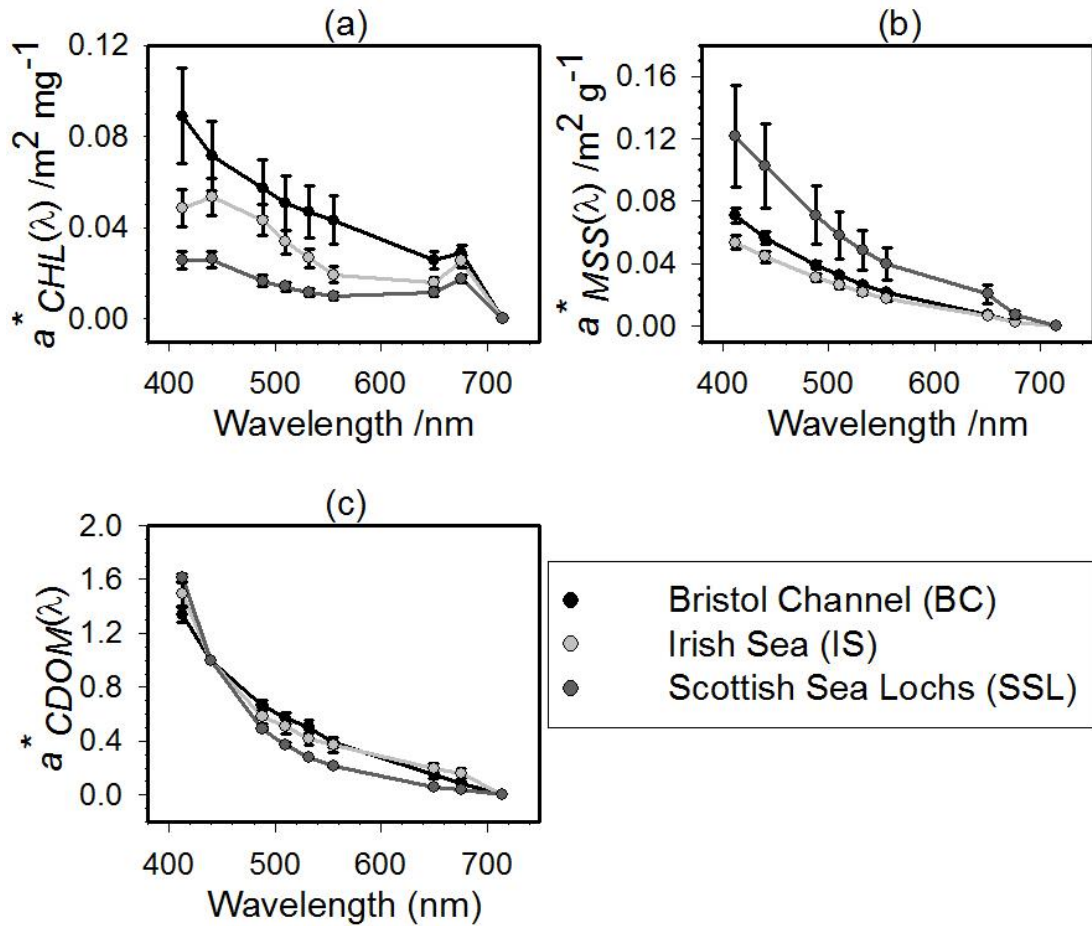 (a)
0.12
0.08
0.04
0.00
a*CHL(λ) /m² mg⁻¹
400 500 600 700
Wavelength /nm
(b)
0.16
0.12
0.08
0.04
0.00
a*MSS(λ) /m² g⁻¹
400 500 600 700
Wavelength /nm
(c)
2.0
1.6
1.2
0.8
0.4
0.0
a*CDOM(λ)
400 500 600 700
Wavelength (nm)
Bristol Channel (BC)
Irish Sea (IS)
Scottish Sea Lochs (SSL)